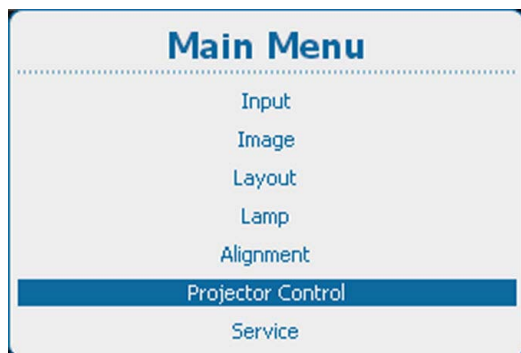 Main Menu
Input
Image
Layout
Lamp
Alignment
Projector Control
Service